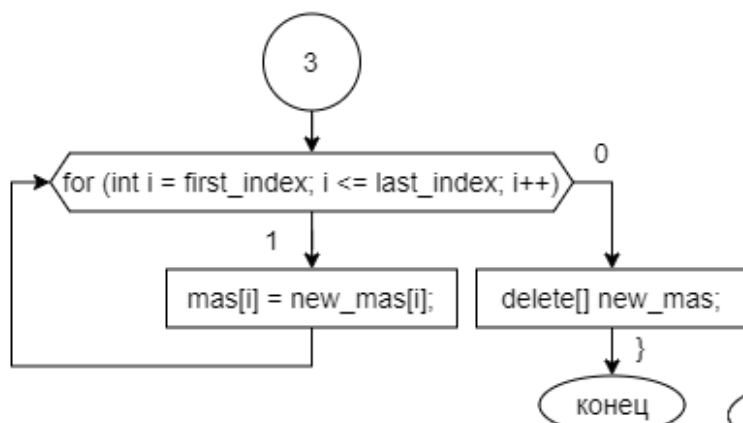 3
for (int i = first_index; i <= last_index; i++)
0
1
mas[i] = new_mas[i];
delete[] new_mas;
}
конец